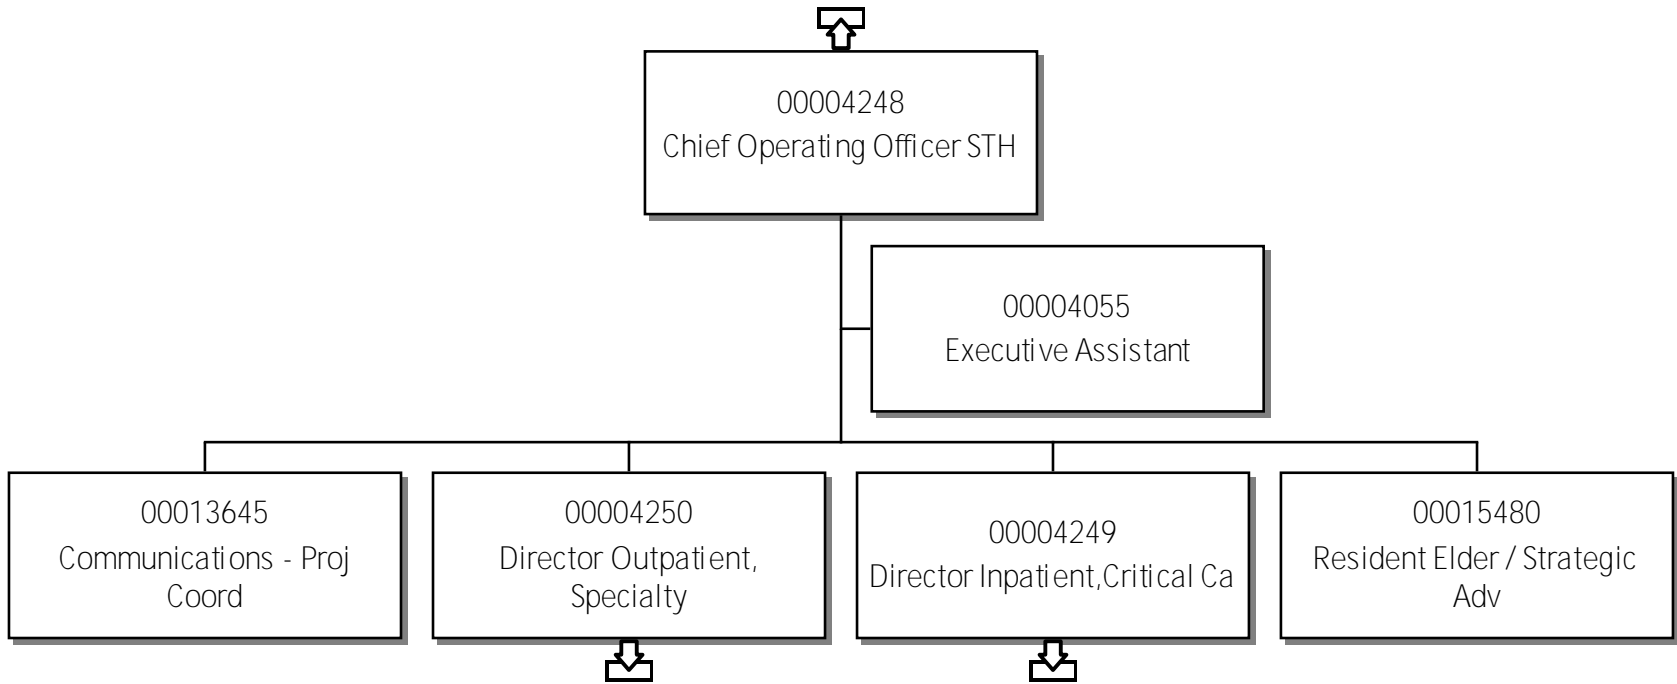 00004248
Chief Operating Officer STH
00004055
Executive Assistant
00013645
Communications - Proj
Coord
00004250
Director Outpatient,
Specialty
00004249
Director Inpatient,Critical Ca
00015480
Resident Elder / Strategic
Adv